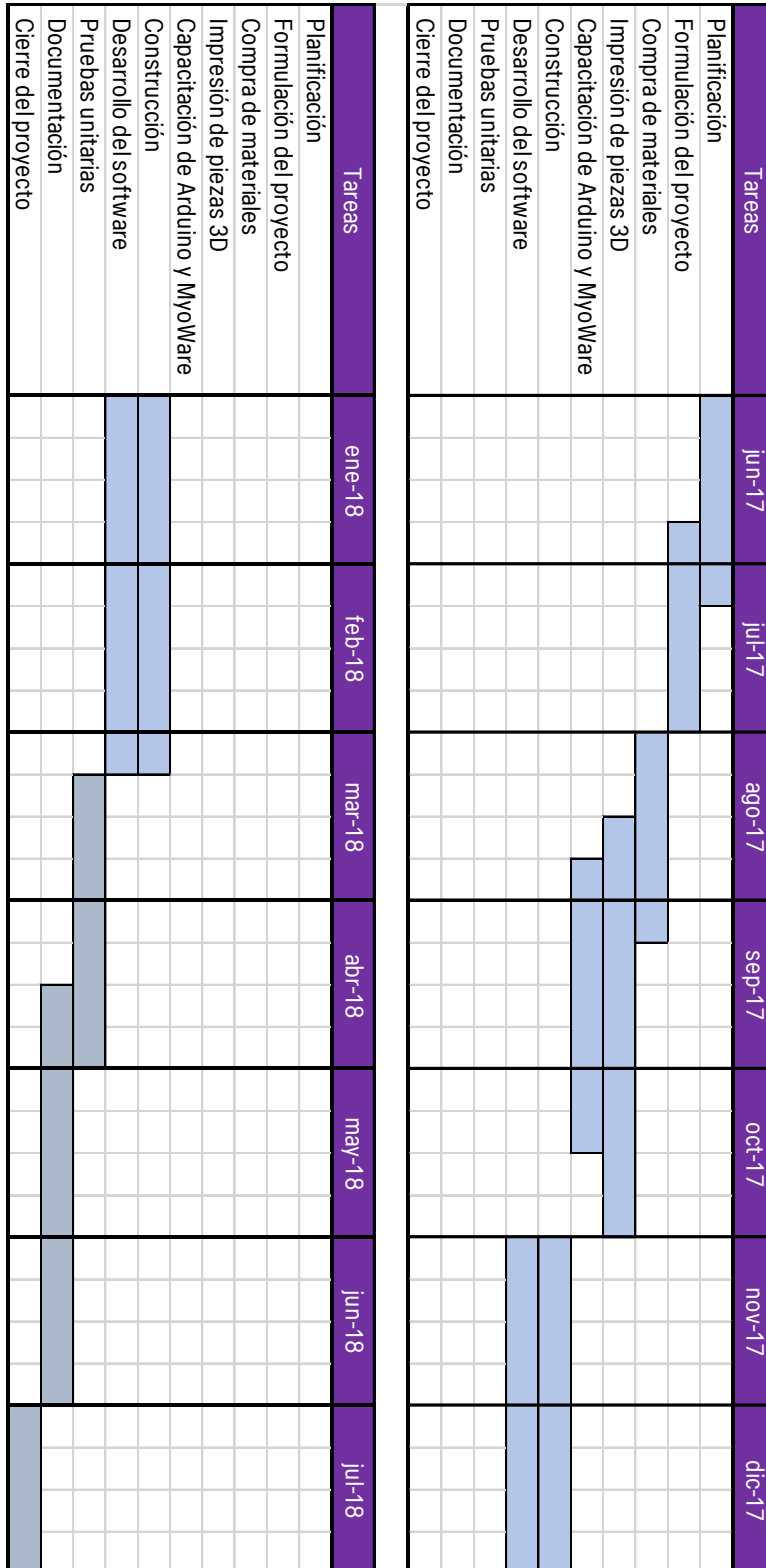 Tareas
jun-17
jul-17
ago-17
sep-17
oct-17
nov-17
dic-17
Planificación
Formulación del proyecto
Compra de materiales
Impresión de piezas 3D
Capacitación de Arduino y MyoWare
Construcción
Desarrollo del software
Pruebas unitarias
Documentación
Cierre del proyecto
Tareas
ene-18
feb-18
mar-18
abr-18
may-18
jun-18
jul-18
Planificación
Formulación del proyecto
Compra de materiales
Impresión de piezas 3D
Capacitación de Arduino y MyoWare
Construcción
Desarrollo del software
Pruebas unitarias
Documentación
Cierre del proyecto